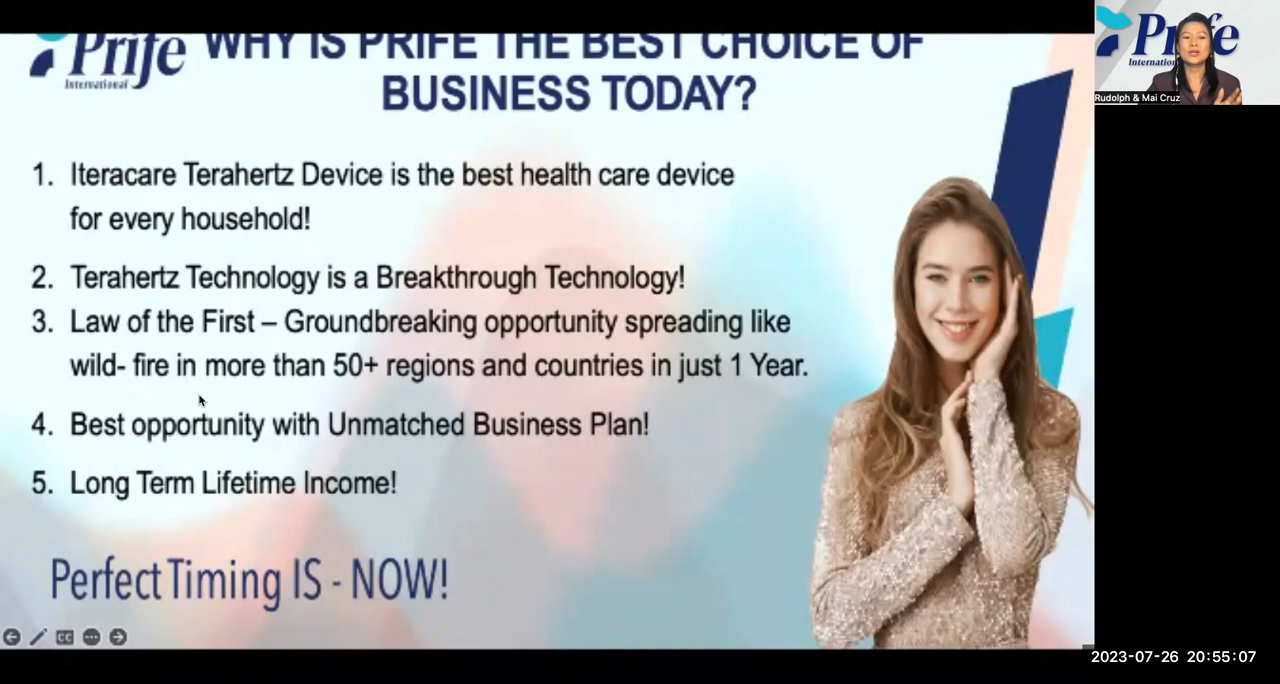 Prife
International
WHY IS PRIFE THE BEST CHOICE OF
BUSINESS TODAY?
1. Iteracare Terahertz Device is the best health care device
for every household!
2. Terahertz Technology is a Breakthrough Technology!
3. Law of the First – Groundbreaking opportunity spreading like
wild- fire in more than 50+ regions and countries in just 1 Year.
4. Best opportunity with Unmatched Business Plan!
5. Long Term Lifetime Income!
Perfect Timing IS - NOW!
CC
Prife
Internation
Rudolph & Mai Cruz
2023-07-26 20:55:07